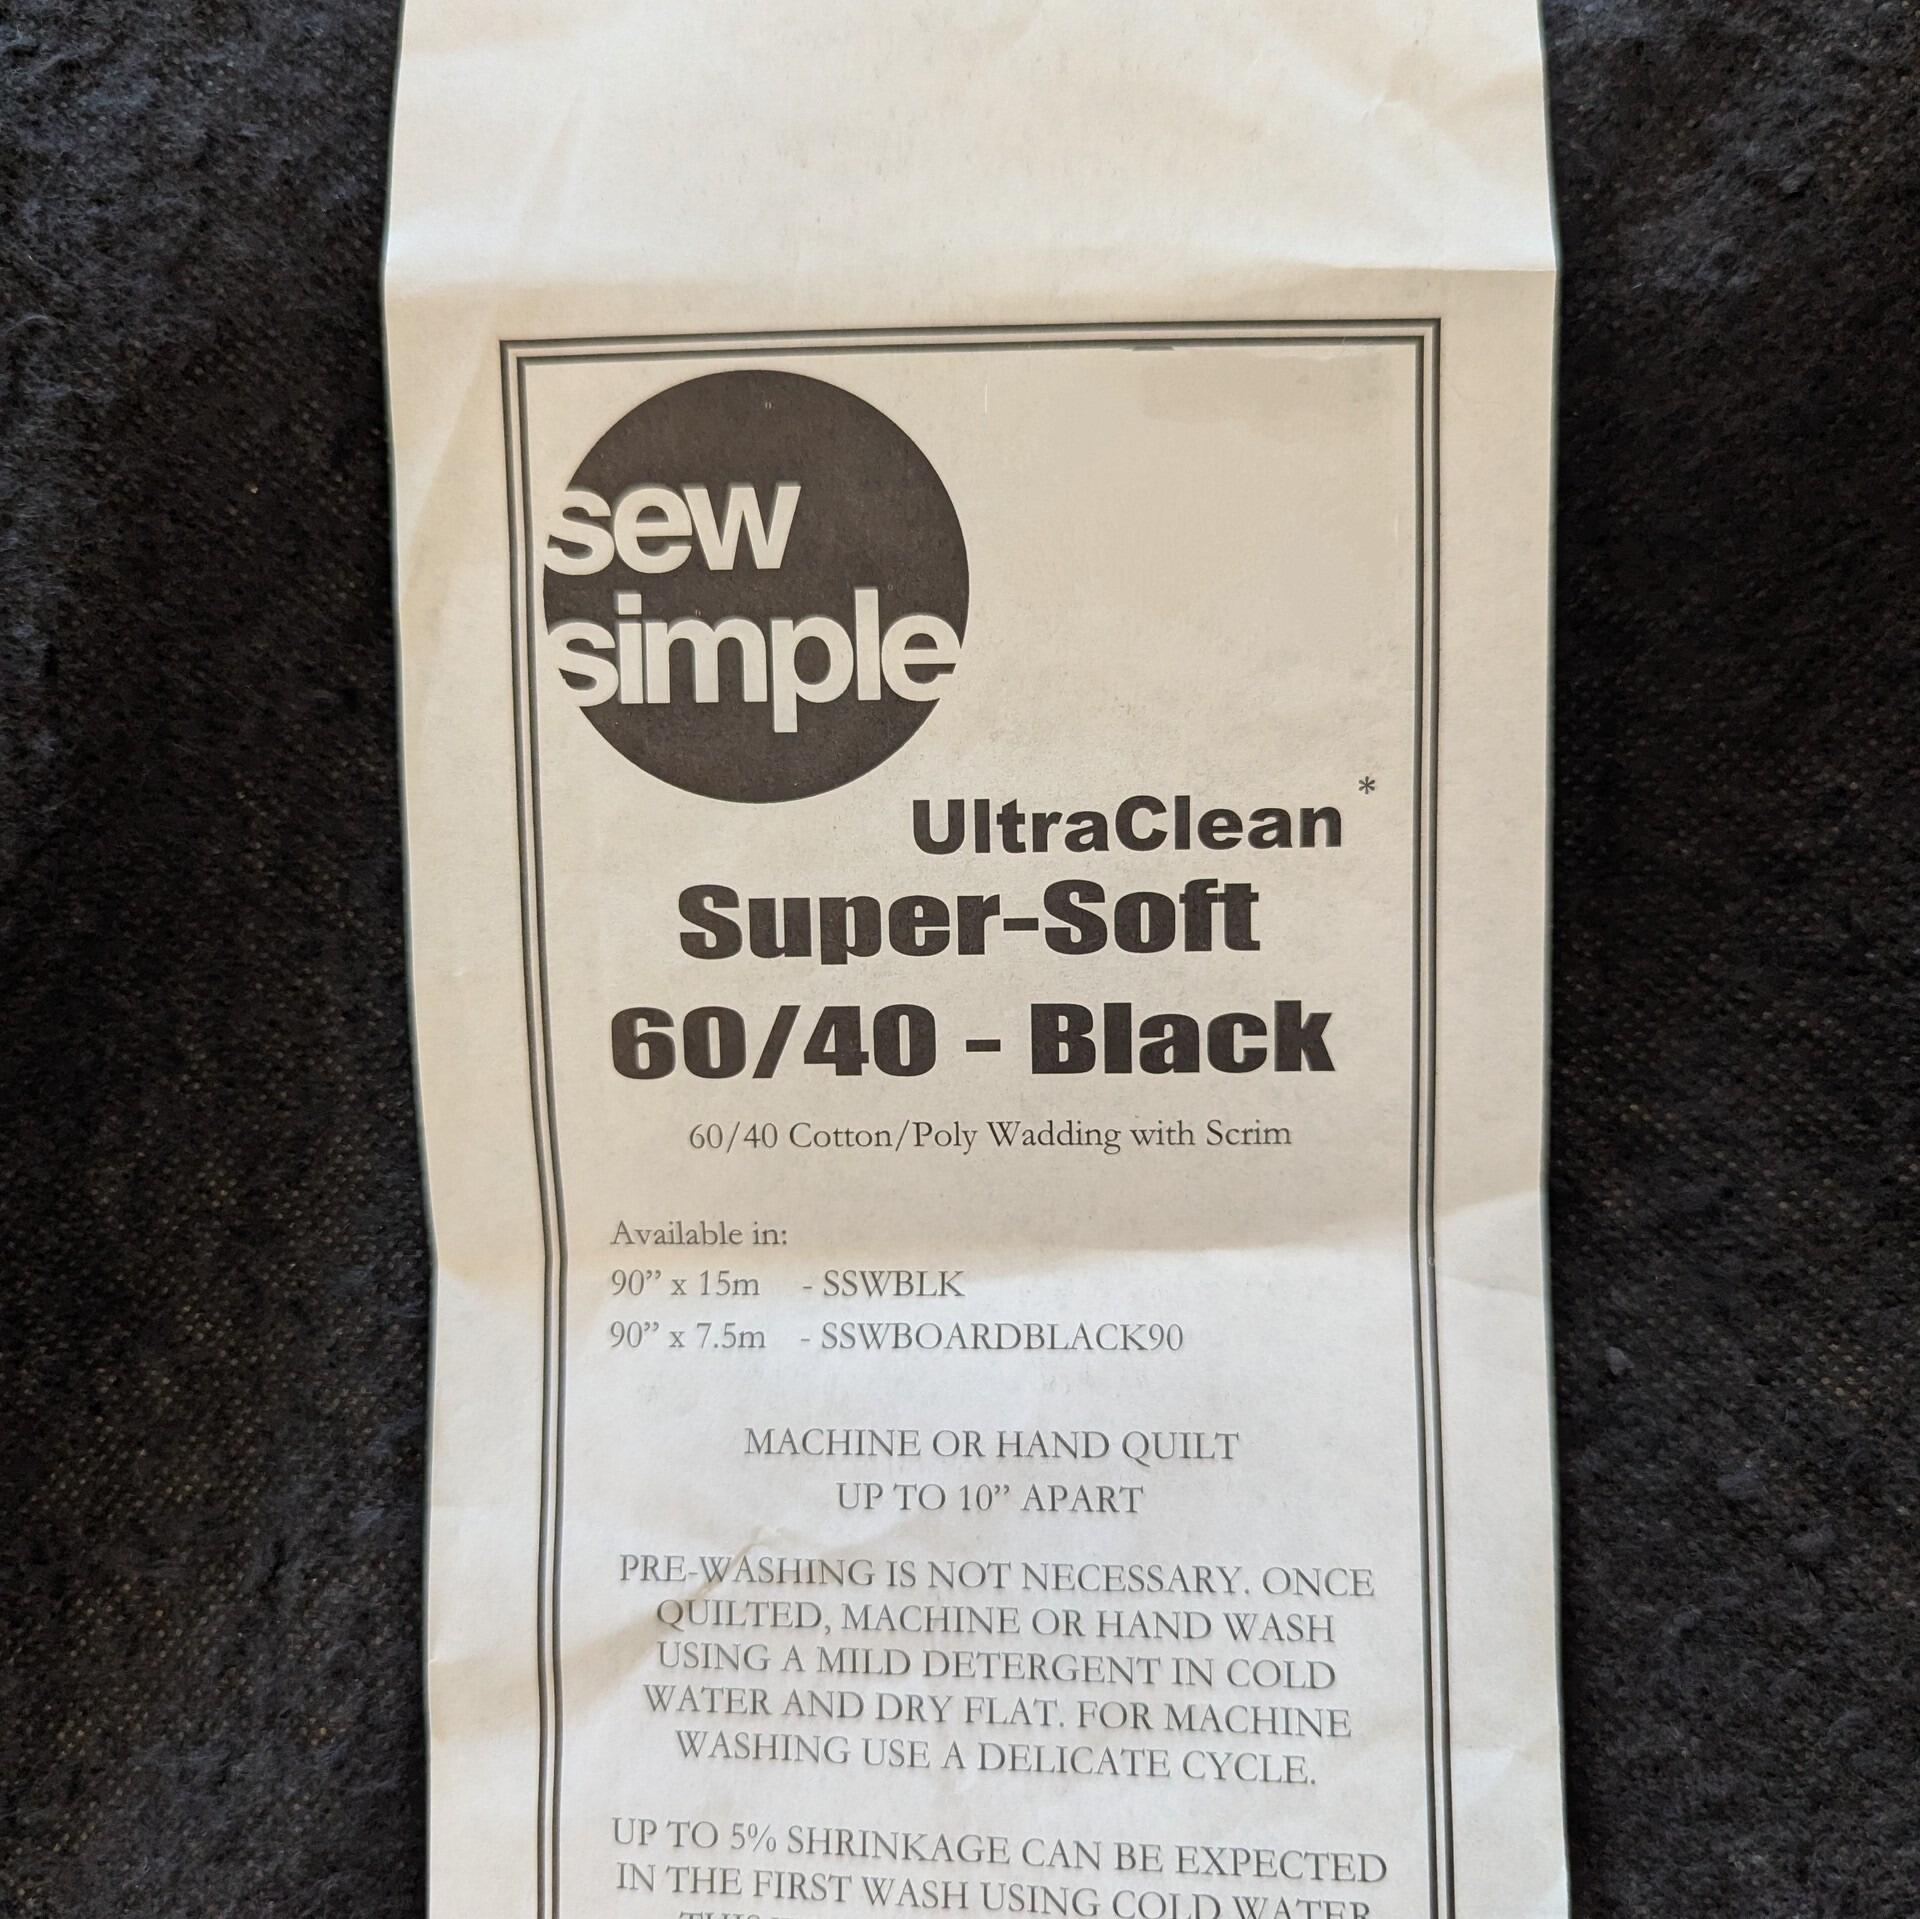 sew
simple
UltraClean*
Super-Soft
60/40 - Black
60/40 Cotton/Poly Wadding with Scrim
Available in:
90” x 15m - SSWBLK
90” x 7.5m - SSWBOARDBLACK90
MACHINE OR HAND QUILT
UP TO 10” APART
PRE-WASHING IS NOT NECESSARY. ONCE
QUILTED, MACHINE OR HAND WASH
USING A MILD DETERGENT IN COLD
WATER AND DRY FLAT. FOR MACHINE
WASHING USE A DELICATE CYCLE.
UP TO 5% SHRINKAGE CAN BE EXPECTED
IN THE FIRST WASH USING COLD WATER